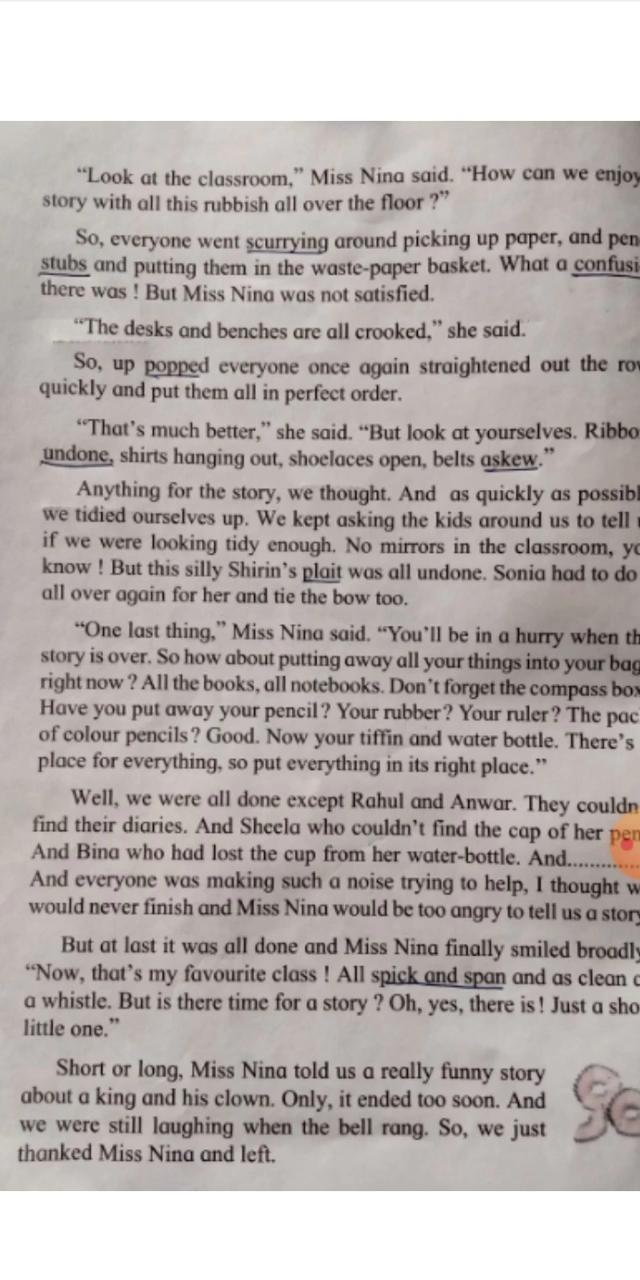 “Look at the classroom,” Miss Nina said. “How can we enjoy
story with all this rubbish all over the floor ?”
So, everyone went scurrying around picking up paper, and pen
stubs and putting them in the waste-paper basket. What a confusi
there was ! But Miss Nina was not satisfied.
“The desks and benches are all crooked,” she said.
So, up popped everyone once again straightened out the ro
quickly and put them all in perfect order.
“That’s much better,” she said. “But look at yourselves. Ribbo
undone, shirts hanging out, shoelaces open, belts askew.”
Anything for the story, we thought. And as quickly as possibl
we tidied ourselves up. We kept asking the kids around us to tell
if we were looking tidy enough. No mirrors in the classroom, yo
know ! But this silly Shirin’s plait was all undone. Sonia had to do
all over again for her and tie the bow too.
“One last thing,” Miss Nina said. “You’ll be in a hurry when th
story is over. So how about putting away all your things into your bag
right now ? All the books, all notebooks. Don’t forget the compass box
Have you put away your pencil ? Your rubber ? Your ruler ? The pac
of colour pencils ? Good. Now your tiffin and water bottle. There’s
place for everything, so put everything in its right place.”
Well, we were all done except Rahul and Anwar. They couldn
find their diaries. And Sheela who couldn’t find the cap of her pen
And Bina who had lost the cup from her water-bottle. And...........
And everyone was making such a noise trying to help, I thought w
would never finish and Miss Nina would be too angry to tell us a story
But at last it was all done and Miss Nina finally smiled broadly
“Now, that’s my favourite class ! All spick and span and as clean
a whistle. But is there time for a story ? Oh, yes, there is ! Just a sho
little one.”
Short or long, Miss Nina told us a really funny story
about a king and his clown. Only, it ended too soon. And
we were still laughing when the bell rang. So, we just
thanked Miss Nina and left.